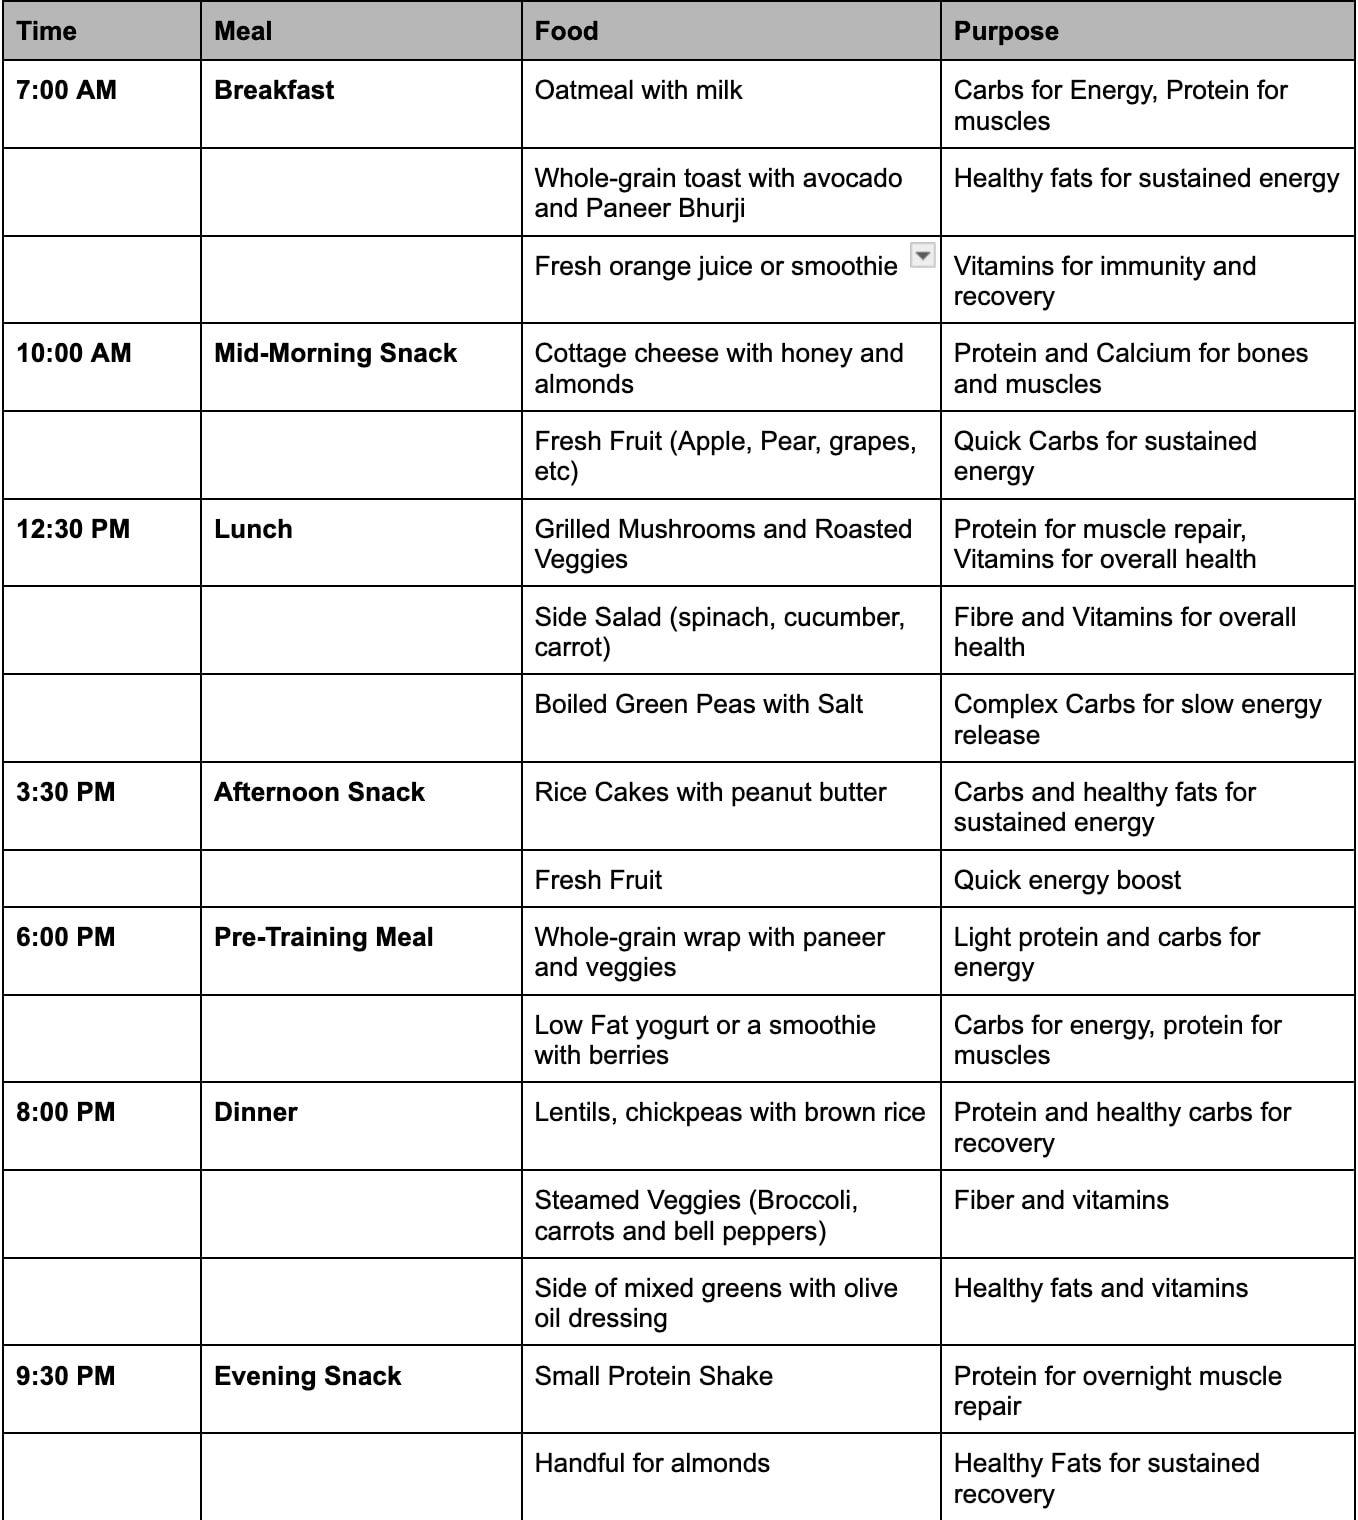 Time Meal Food Purpose
7:00 AM Breakfast Oatmeal with milk Carbs for Energy, Protein for
muscles
Whole-grain toast with avocado Healthy fats for sustained energy
and Paneer Bhurji
Fresh orange juice or smoothie Vitamins for immunity and
recovery
10:00 AM Mid-Morning Snack Cottage cheese with honey and Protein and Calcium for bones
almonds and muscles
Fresh Fruit (Apple, Pear, grapes, Quick Carbs for sustained
etc) energy
12:30 PM Lunch Grilled Mushrooms and Roasted Protein for muscle repair,
Veggies Vitamins for overall health
Side Salad (spinach, cucumber, Fibre and Vitamins for overall
carrot) health
Boiled Green Peas with Salt Complex Carbs for slow energy
release
3:30 PM Afternoon Snack Rice Cakes with peanut butter Carbs and healthy fats for
sustained energy
Fresh Fruit Quick energy boost
6:00 PM Pre-Training Meal Whole-grain wrap with paneer Light protein and carbs for
and veggies energy
Low Fat yogurt or a smoothie Carbs for energy, protein for
with berries muscles
8:00 PM Dinner Lentils, chickpeas with brown rice Protein and healthy carbs for
recovery
Steamed Veggies (Broccoli, Fiber and vitamins
carrots and bell peppers)
Side of mixed greens with olive Healthy fats and vitamins
oil dressing
9:30 PM Evening Snack Small Protein Shake Protein for overnight muscle
repair
Handful for almonds Healthy Fats for sustained
recovery